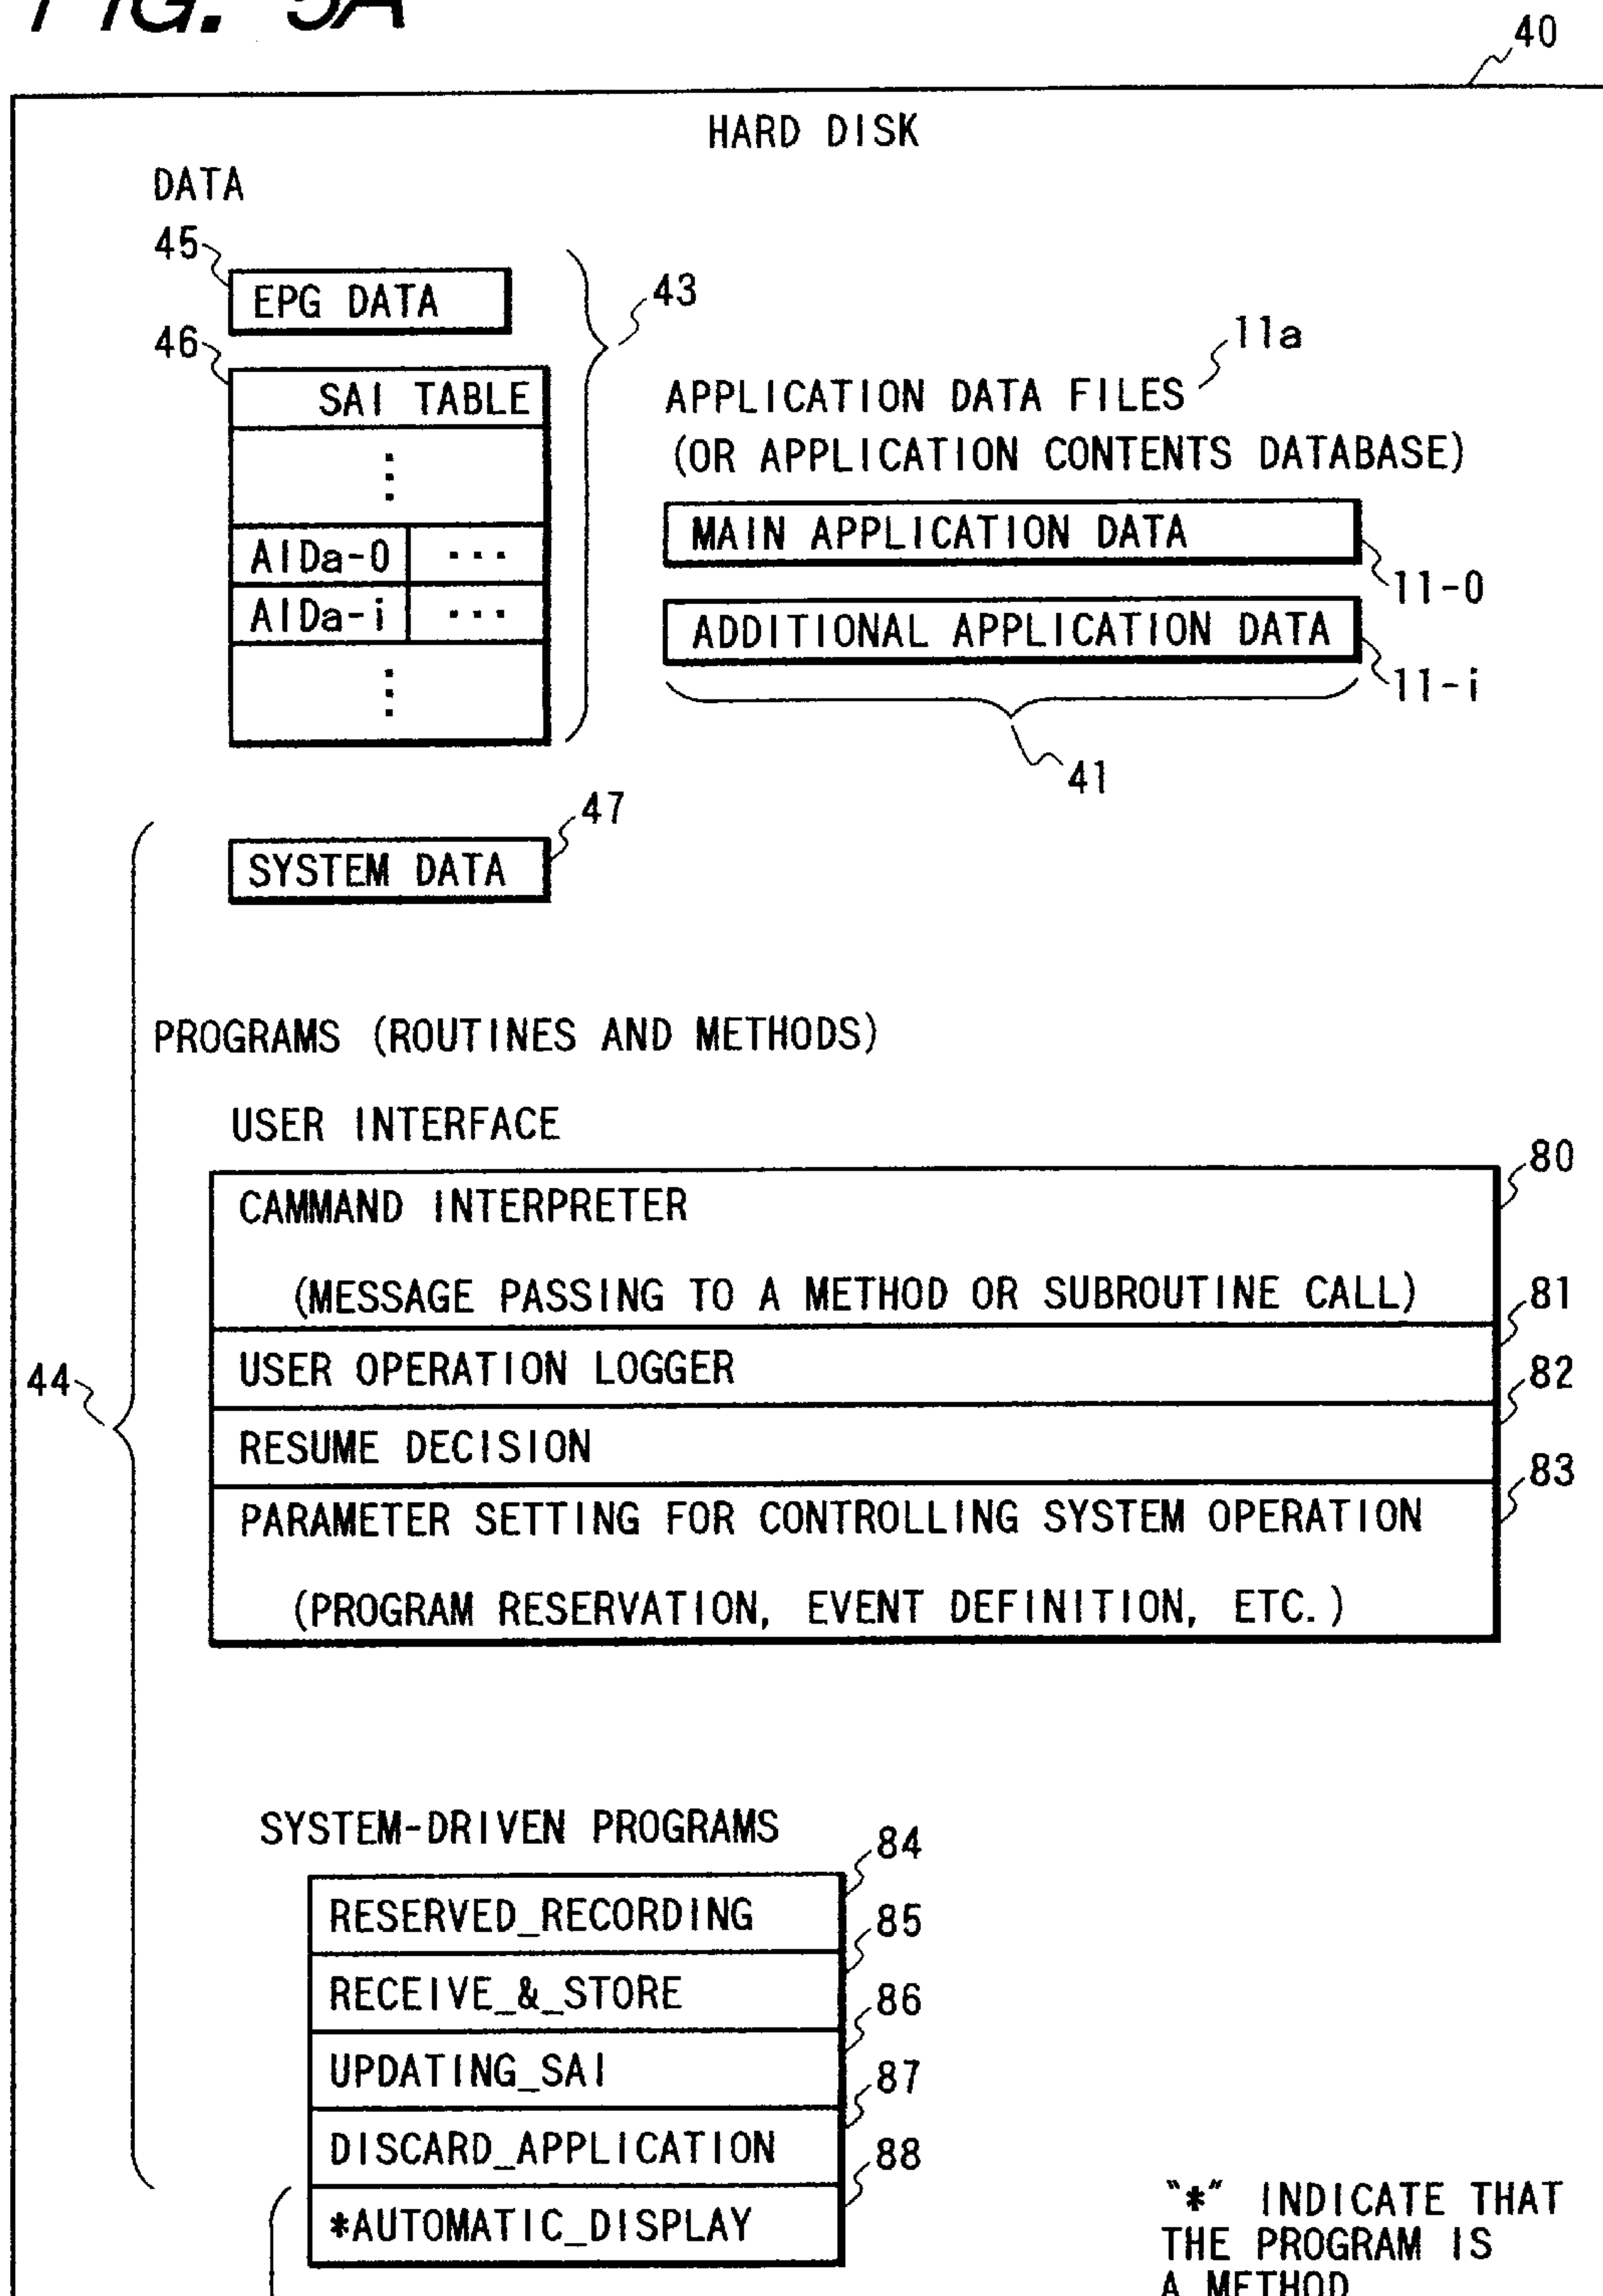 FIG. 5A
40
HARD DISK
DATA
45
EPG DATA
43
46
SAI TABLE
11a
APPLICATION DATA FILES
(OR APPLICATION CONTENTS DATABASE)
MAIN APPLICATION DATA
AIDa-0 ...
11-0
AIDa-i ...
ADDITIONAL APPLICATION DATA
11-i
41
47
SYSTEM DATA
PROGRAMS (ROUTINES AND METHODS)
USER INTERFACE
80
CAMMAND INTERPRETER
(MESSAGE PASSING TO A METHOD OR SUBROUTINE CALL)
81
44
USER OPERATION LOGGER
82
RESUME DECISION
83
PARAMETER SETTING FOR CONTROLLING SYSTEM OPERATION
(PROGRAM RESERVATION, EVENT DEFINITION, ETC.)
SYSTEM-DRIVEN PROGRAMS
84
RESERVED_RECORDING
85
RECEIVE_&_STORE
86
UPDATING_SAI
87
DISCARD_APPLICATION
88
*AUTOMATIC_DISPLAY
"*" INDICATE THAT
THE PROGRAM IS
A METHOD